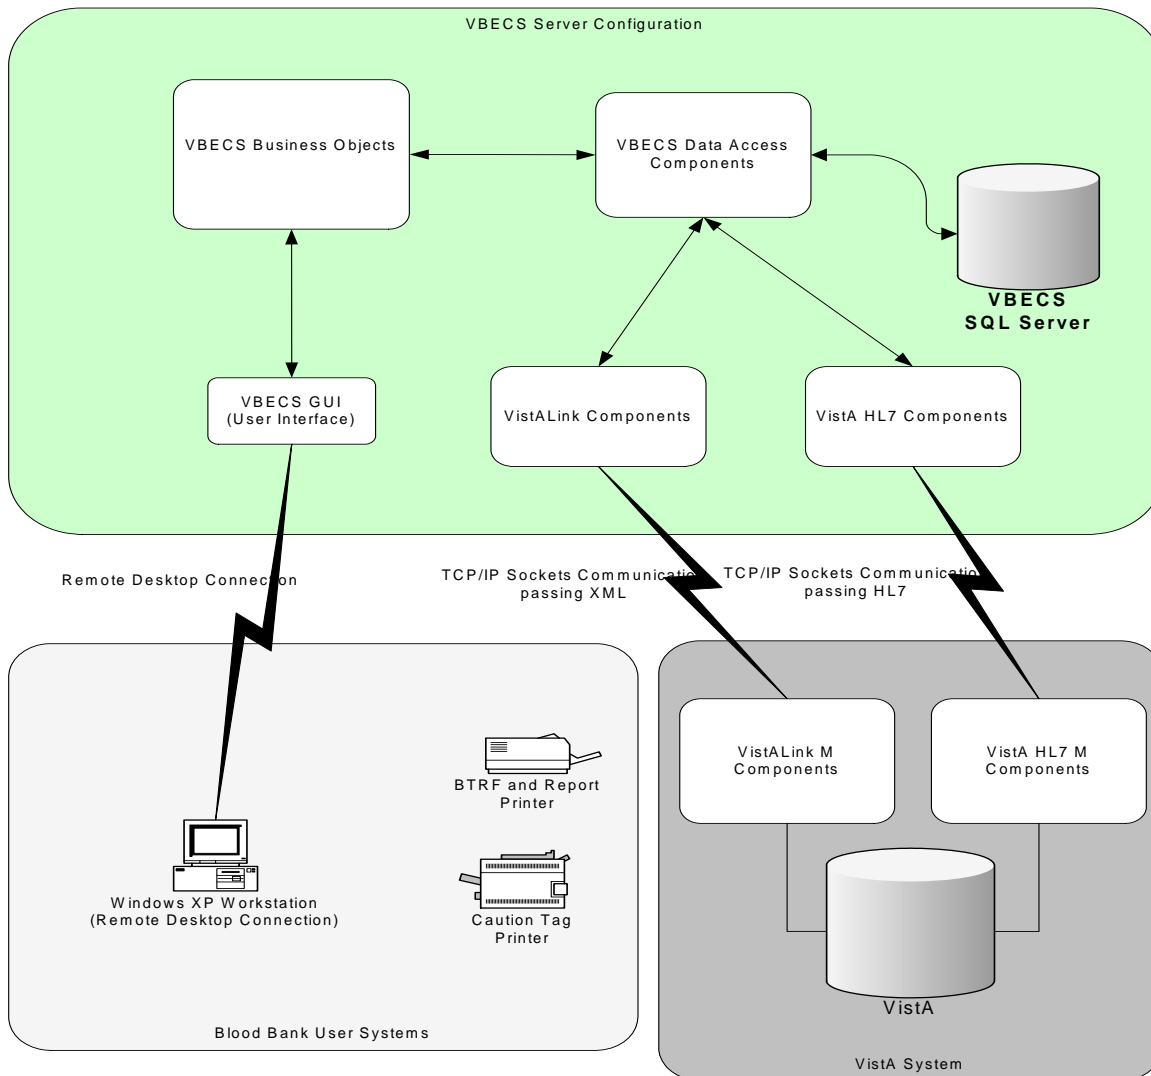 VBECS Server Configuration
VBECS Business Objects
VBECS Data Access
Components
VBECS
SQL Server
VBECS GUI
(User Interface)
VistALink Components
VistA HL7 Components
Remote Desktop Connection
TCP/IP Sockets Communication
passing XML
TCP/IP Sockets Communication
passing HL7
BTRF and Report
Printer
Windows XP Workstation
(Remote Desktop Connection)
Caution Tag
Printer
Blood Bank User Systems
VistALink M
Components
VistA HL7 M
Components
VistA
VistA System